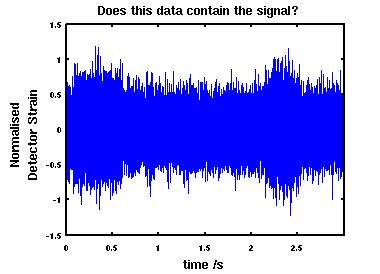 Does this data contain the signal?
1.5
1
0.5
0
-0.5
-1
-1.5
Normalised
Detector Strain
0 0.5 1 1.5 2 2.5
time /s